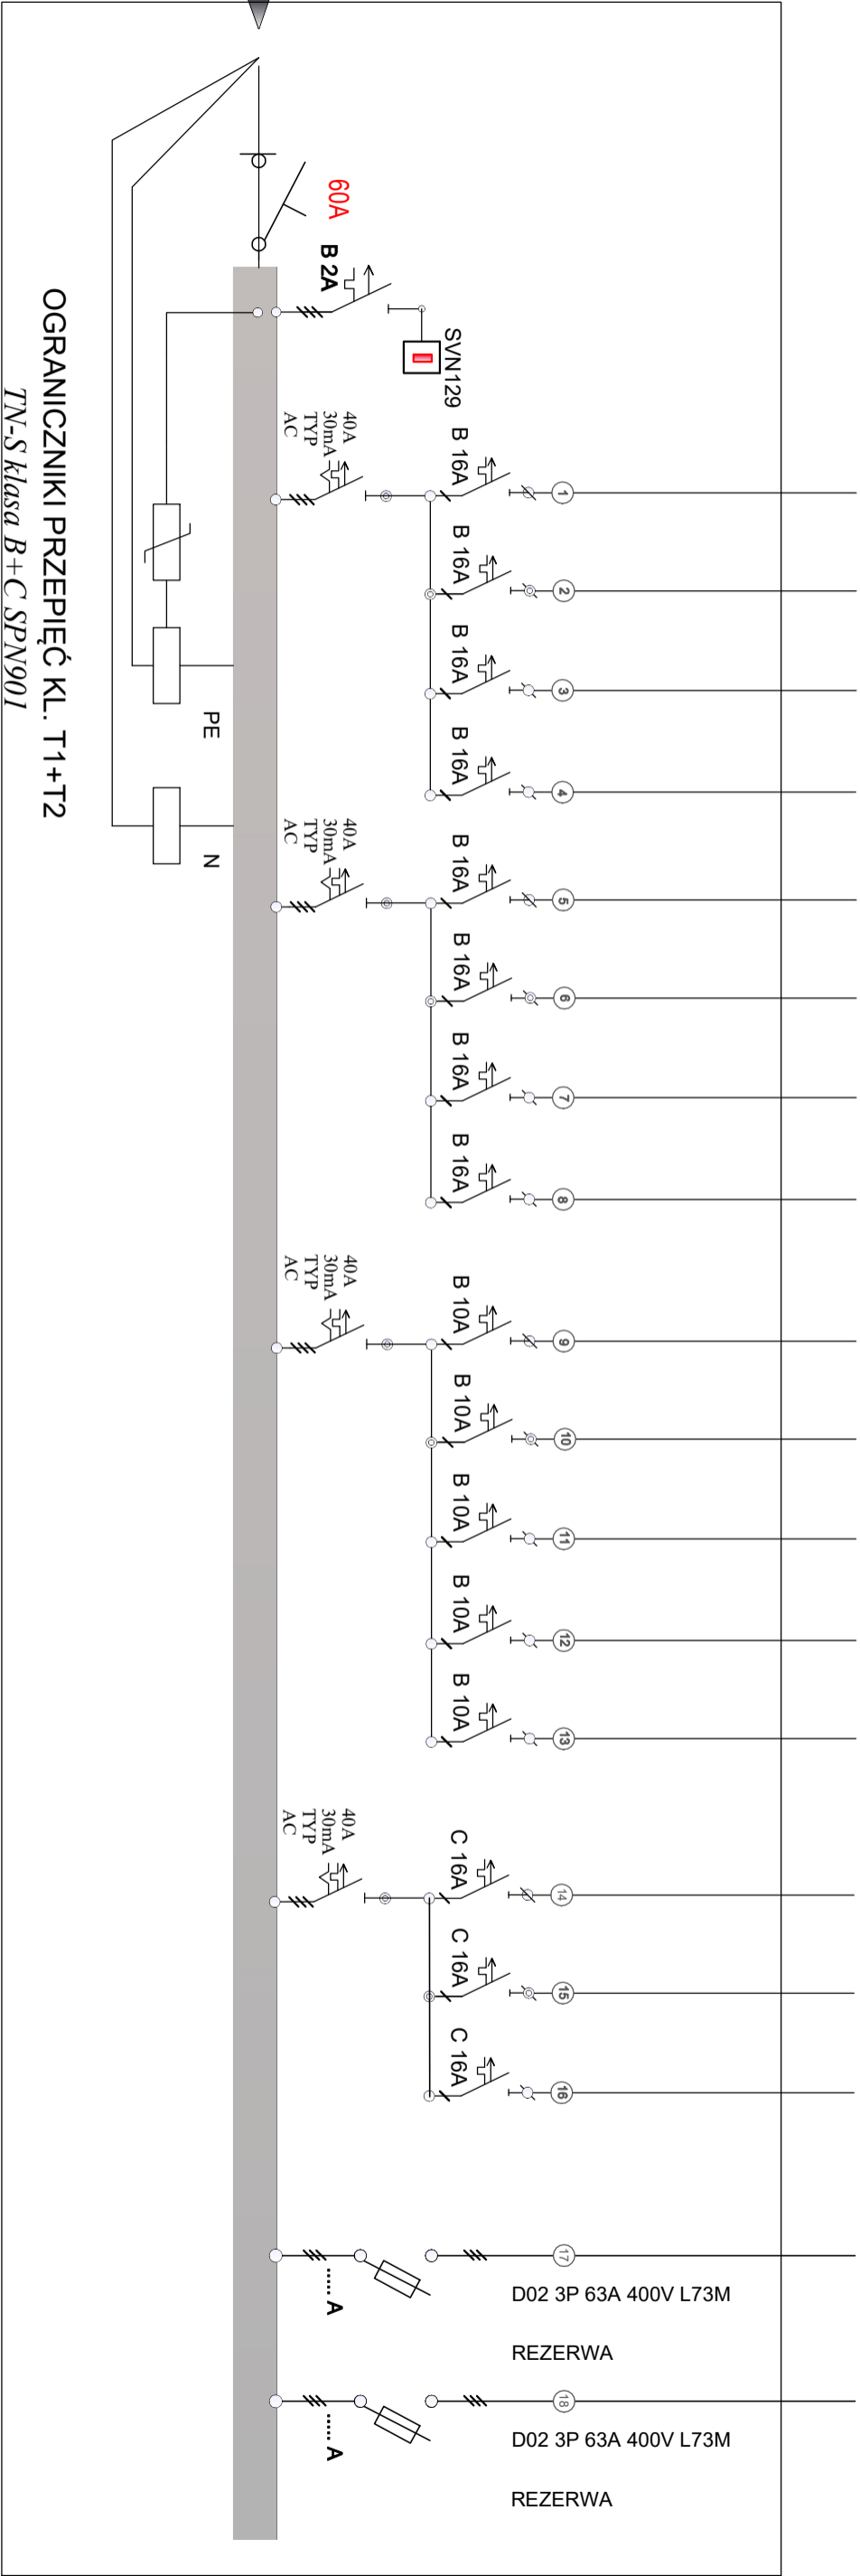 60A
B 2A
SVN129
40A
30mA
TYP
AC
B 16A
1
B 16A
2
B 16A
3
B 16A
4
40A
30mA
TYP
AC
B 16A
5
B 16A
6
B 16A
7
B 16A
8
40A
30mA
TYP
AC
B 10A
9
B 10A
10
B 10A
11
B 10A
12
B 10A
13
40A
30mA
TYP
AC
C 16A
14
C 16A
15
C 16A
16
17
...... A
D02 3P 63A 400V L73M
REZERWA
18
...... A
D02 3P 63A 400V L73M
REZERWA
PE
N
OGRANICZNIKI PRZEPIĘĆ KL. T1+T2
TN-S klasa B+C SPN901